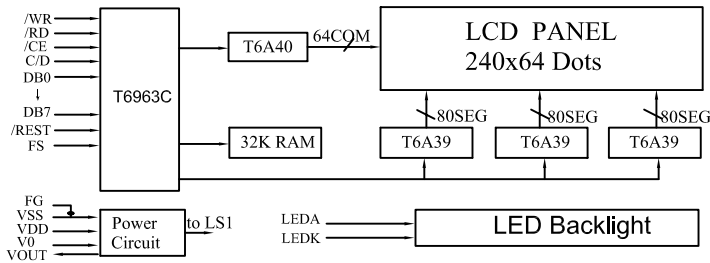 /WR
/RD
/CE
C/D
DB0
DB7
/REST
FS
T6963C
T6A40
64COM
LCD PANEL
240x64 Dots
32K RAM
80SEG
80SEG
80SEG
T6A39
T6A39
T6A39
FG
VSS
VDD
V0
VOUT
Power
Circuit
to LS1
LEDA
LEDK
LED Backlight